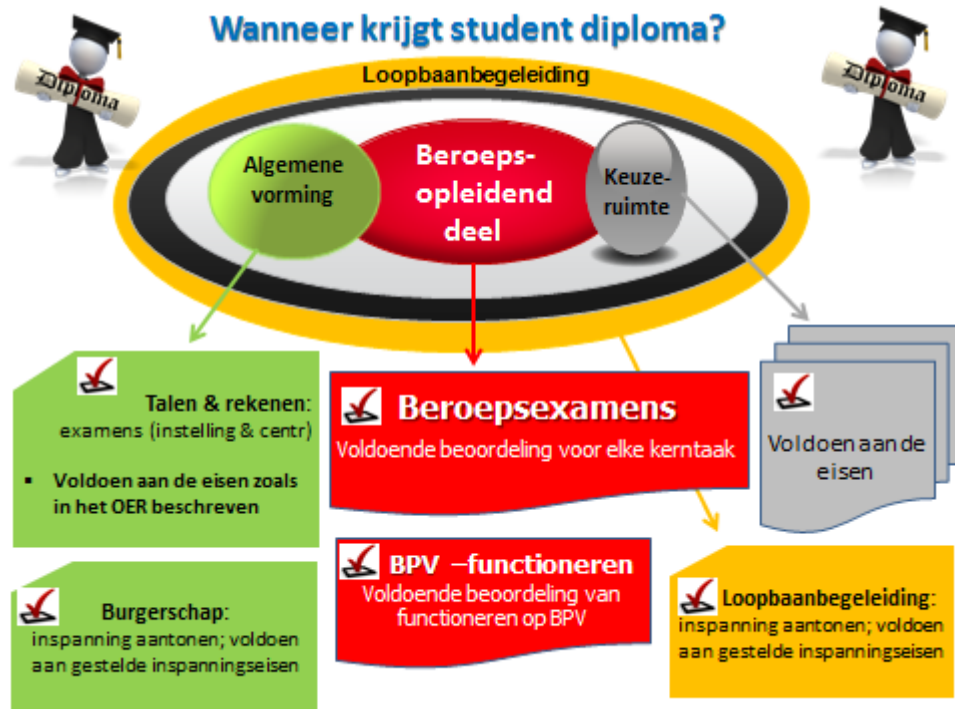 Wanneer krijgt student diploma?
Diploma
Diploma
Loopbaanbegeleiding
Algemene
vorming
Beroeps-
opleidend
deel
Keuze-
ruimte
Talen & rekenen:
examens (instelling & centr)
▪ Voldoen aan de eisen zoals
in het OER beschreven
Beroepsexamens
Voldoende beoordeling voor elke kerntaak
Voldoen aan de
eisen
Burgerschap:
inspanning aantonen; voldoen
aan gestelde inspanningseisen
BPV –functioneren
Voldoende beoordeling van
functioneren op BPV
Loopbaanbegeleiding:
inspanning aantonen; voldoen
aan gestelde inspanningseisen